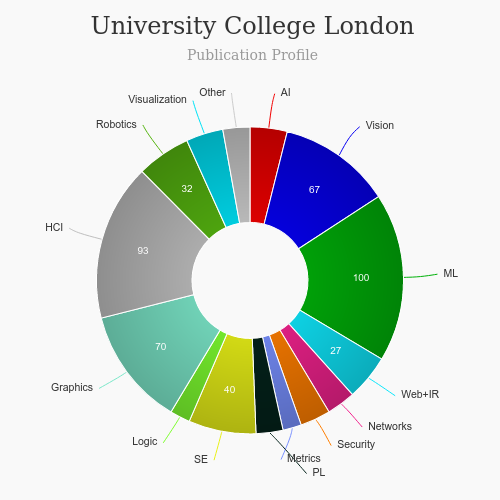 University College London
Publication Profile
Other
AI
Visualization
Vision
Robotics
32
67
HCI
93
100
ML
70
27
Graphics
40
Web+IR
Logic
Networks
SE
Security
Metrics
PL